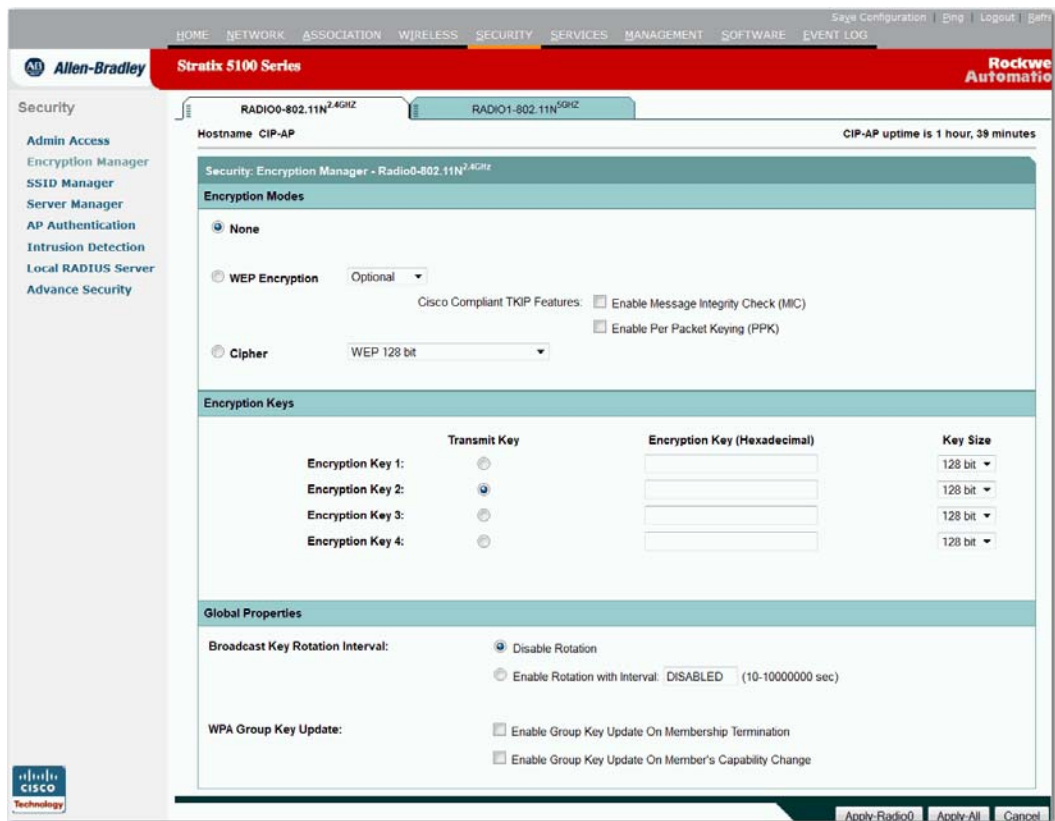 Save Configuration | Ping | Logout | Refr
HOME NETWORK ASSOCIATION WIRELESS SECURITY SERVICES MANAGEMENT SOFTWARE EVENT LOG
AB Allen-Bradley
Stratix 5100 Series
Rockwe
Automatio
Security
Admin Access
Encryption Manager
SSID Manager
Server Manager
AP Authentication
Intrusion Detection
Local RADIUS Server
Advance Security
RADIO0-802.11N2.4GHZ
RADIO1-802.11N5GHZ
Hostname CIP-AP
CIP-AP uptime is 1 hour, 39 minutes
Security: Encryption Manager - Radio0-802.11N2.4GHz
Encryption Modes
None
WEP Encryption Optional
Cisco Compliant TKIP Features: Enable Message Integrity Check (MIC)
Enable Per Packet Keying (PPK)
Cipher WEP 128 bit
Encryption Keys
Transmit Key Encryption Key (Hexadecimal) Key Size
Encryption Key 1: 128 bit
Encryption Key 2: 128 bit
Encryption Key 3: 128 bit
Encryption Key 4: 128 bit
Global Properties
Broadcast Key Rotation Interval: Disable Rotation
Enable Rotation with Interval: DISABLED (10-10000000 sec)
WPA Group Key Update: Enable Group Key Update On Membership Termination
Enable Group Key Update On Member's Capability Change
CISCO
Technology
Apply-Radio0 Apply-All Cancel